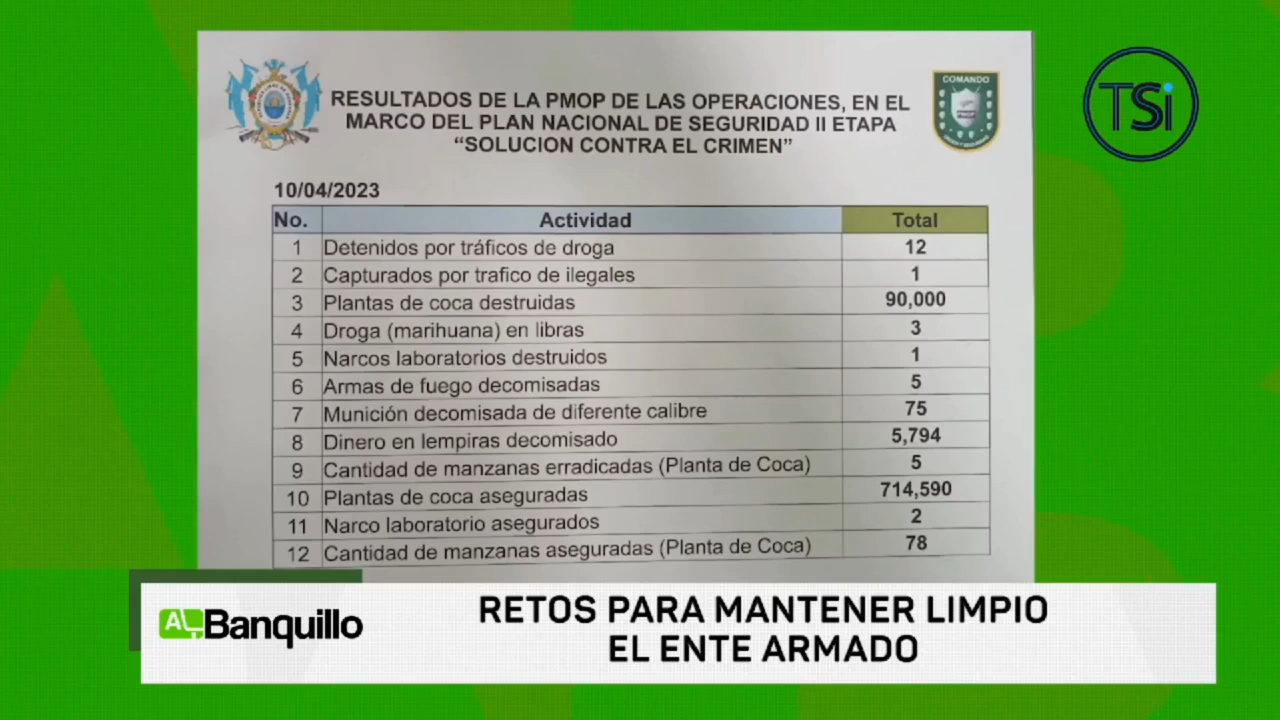 RESULTADOS DE LA PMOP DE LAS OPERACIONES, EN EL
MARCO DEL PLAN NACIONAL DE SEGURIDAD II ETAPA
“SOLUCION CONTRA EL CRIMEN”
COMANDO
PMOP
TSi
10/04/2023
No. Actividad Total
1 Detenidos por tráficos de droga 12
2 Capturados por trafico de ilegales 1
3 Plantas de coca destruidas 90,000
4 Droga (marihuana) en libras 3
5 Narcos laboratorios destruidos 1
6 Armas de fuego decomisadas 5
7 Munición decomisada de diferente calibre 75
8 Dinero en lempiras decomisado 5,794
9 Cantidad de manzanas erradicadas (Planta de Coca) 5
10 Plantas de coca aseguradas 714,590
11 Narco laboratorio asegurados 2
12 Cantidad de manzanas aseguradas (Planta de Coca) 78
AL Banquillo
RETOS PARA MANTENER LIMPIO
EL ENTE ARMADO